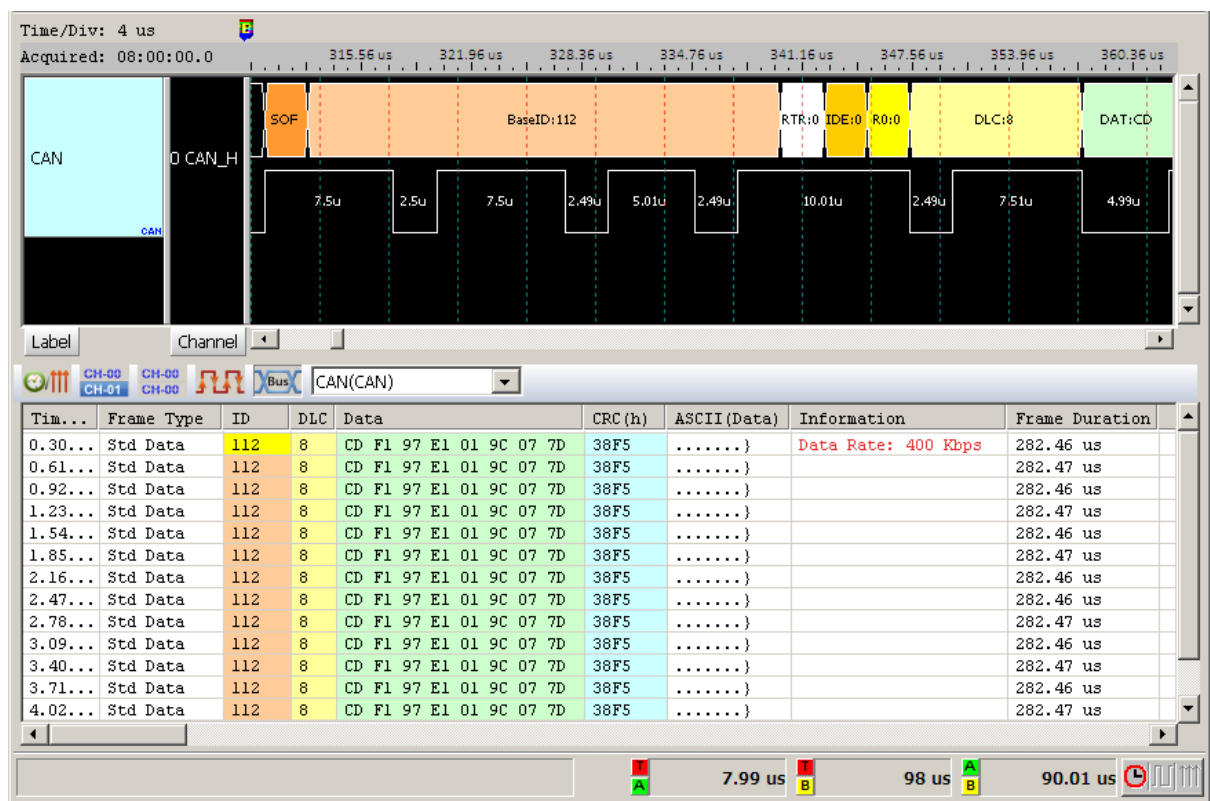 Time/Div: 4 us
Acquired: 08:00:00.0 315.56 us 321.96 us 328.36 us 334.76 us 341.16 us 347.56 us 353.96 us 360.36 us
SOF BaseID:112 RTR:0 IDE:0 R0:0 DLC:8 DAT:CD
CAN 0 CAN_H
7.5u 2.5u 7.5u 2.49u 5.01u 2.49u 10.01u 2.49u 7.51u 4.99u
CAN
Label Channel
CH-00 CH-00 Bus CAN(CAN)
CH-01 CH-00
Tim... Frame Type ID DLC Data CRC(h) ASCII(Data) Information Frame Duration
0.30... Std Data 112 8 CD F1 97 E1 01 9C 07 7D 38F5 .......} Data Rate: 400 Kbps 282.46 us
0.61... Std Data 112 8 CD F1 97 E1 01 9C 07 7D 38F5 .......} 282.47 us
0.92... Std Data 112 8 CD F1 97 E1 01 9C 07 7D 38F5 .......} 282.46 us
1.23... Std Data 112 8 CD F1 97 E1 01 9C 07 7D 38F5 .......} 282.47 us
1.54... Std Data 112 8 CD F1 97 E1 01 9C 07 7D 38F5 .......} 282.46 us
1.85... Std Data 112 8 CD F1 97 E1 01 9C 07 7D 38F5 .......} 282.47 us
2.16... Std Data 112 8 CD F1 97 E1 01 9C 07 7D 38F5 .......} 282.46 us
2.47... Std Data 112 8 CD F1 97 E1 01 9C 07 7D 38F5 .......} 282.47 us
2.78... Std Data 112 8 CD F1 97 E1 01 9C 07 7D 38F5 .......} 282.46 us
3.09... Std Data 112 8 CD F1 97 E1 01 9C 07 7D 38F5 .......} 282.46 us
3.40... Std Data 112 8 CD F1 97 E1 01 9C 07 7D 38F5 .......} 282.47 us
3.71... Std Data 112 8 CD F1 97 E1 01 9C 07 7D 38F5 .......} 282.46 us
4.02... Std Data 112 8 CD F1 97 E1 01 9C 07 7D 38F5 .......} 282.47 us
T A 7.99 us T B 98 us A B 90.01 us